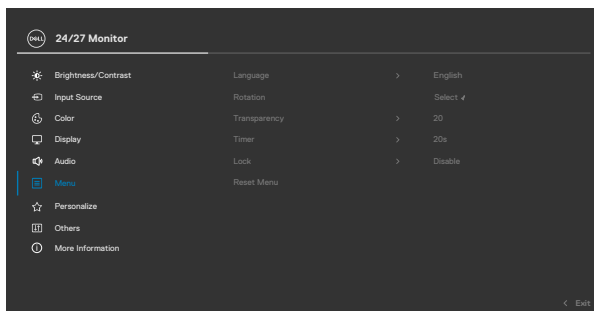 DELL 24/27 Monitor
Brightness/Contrast Language > English
Input Source Rotation Select
Color Transparency > 20
Display Timer > 20s
Audio Lock > Disable
Menu Reset Menu
Personalize
Others
More Information
< Exit